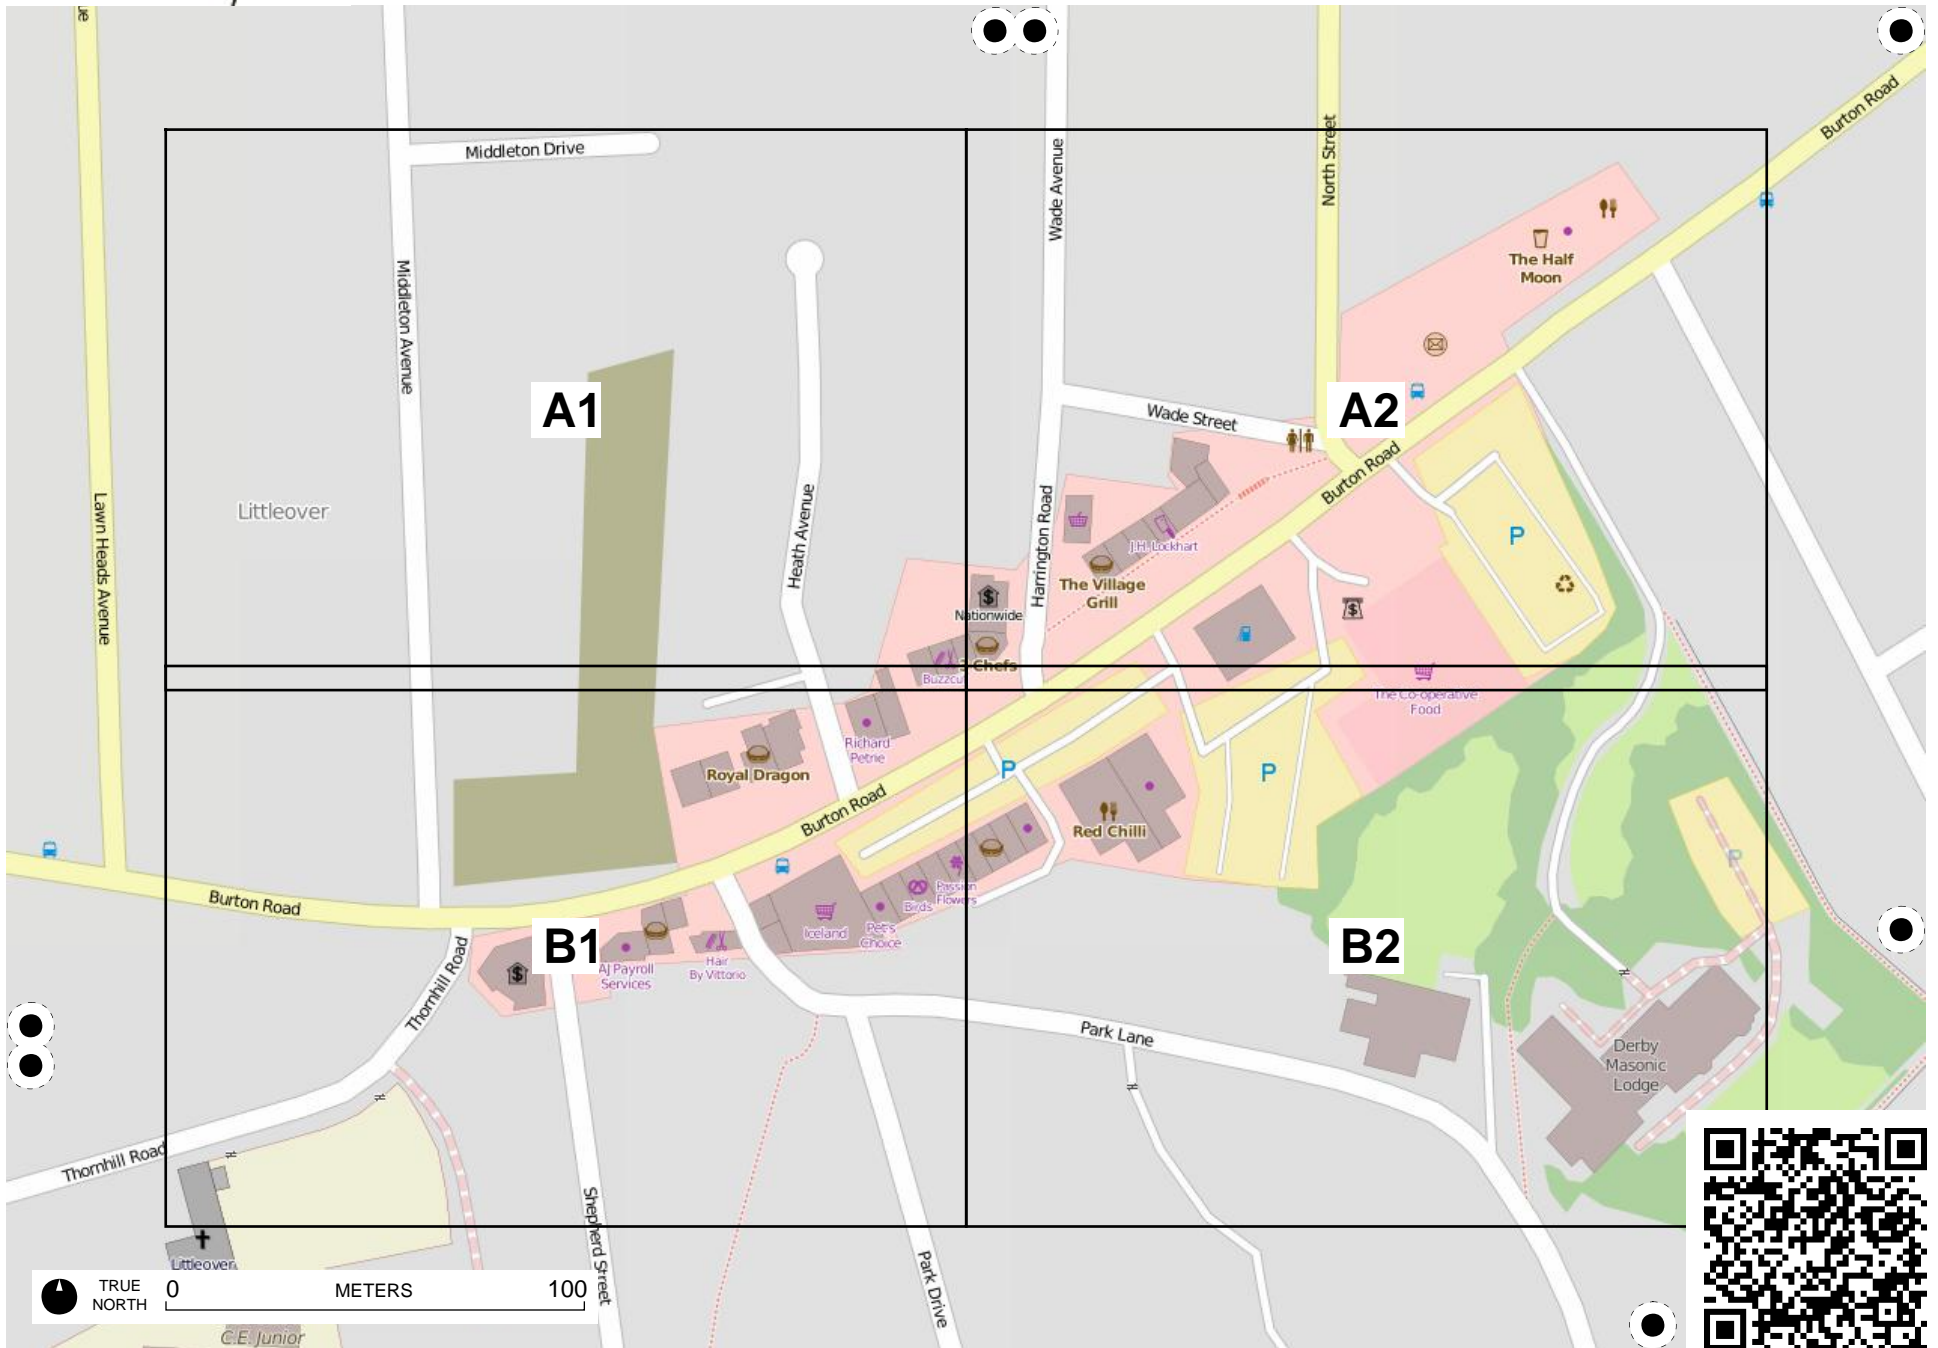 Burton Road
Middleton Drive
Wade Avenue
North Street
The Half
Moon
Middleton Avenue
A1
A2
Wade Street
Burton Road
Lawn Heads Avenue
Littleover
Heath Avenue
Harrington Road
J.H. Lockhart
P
The Village
Grill
Nationwide
3 Chefs
The Co-operative
Food
Richard
Petrie
Royal Dragon
P
P
Burton Road
Red Chilli
P
Burton Road
Passion
Flowers
Birds
Iceland
Pet's
Choice
B1
B2
Hair
By Vittorio
AJ Payroll
Services
Thornhill Road
Park Lane
Derby
Masonic
Lodge
Thornhill Road
Shepherd Street
Park Drive
Littleover
TRUE
NORTH
0
METERS
100
C.E. Junior